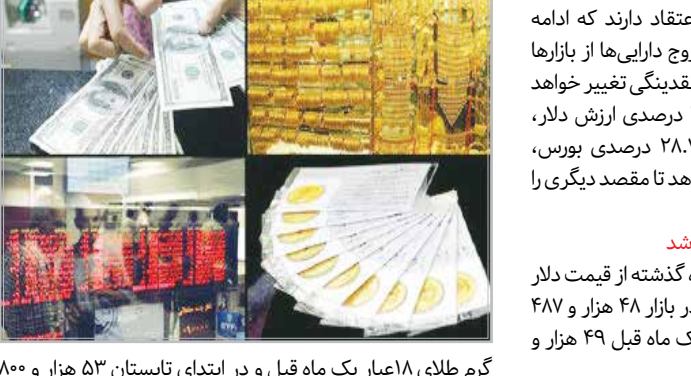 عتقاد دارند که ادامه
روج دارایی‌ها از بازارها
قدینگی تغییر خواهد
درصدی ارزش دلار،
۲۸.۷ درصدی بورس،
هد تا مقصد دیگری را
شد
گذشته از قیمت دلار
در بازار ۴۸ هزار و ۴۸۷
یک ماه قبل ۴۹ هزار و
گرم طلای ۱۸عیار یک ماه قبل و در ابتدای تابستان ۵۳ هزار و ۸۰۰